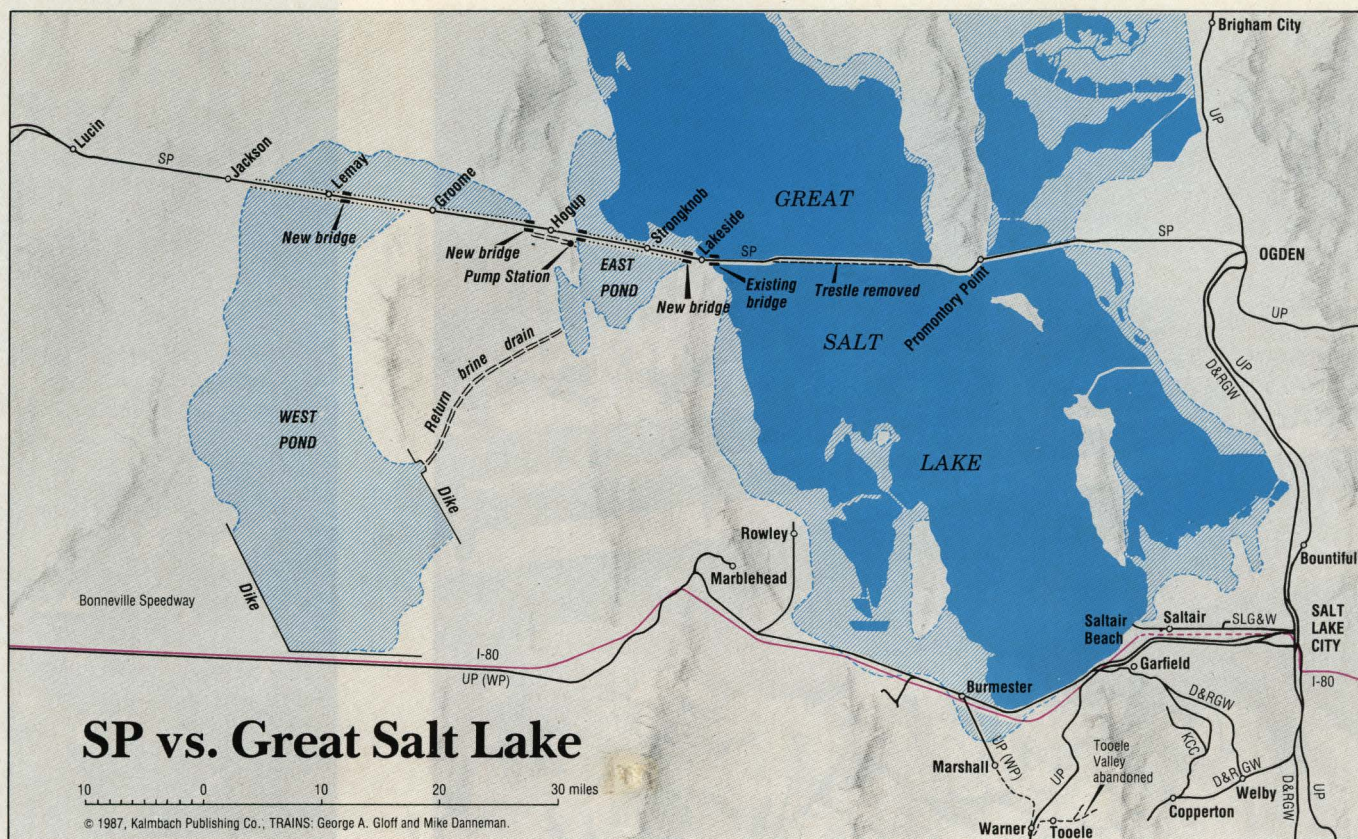 Brigham City
UP
Lucin
SP
Jackson
Lemay
Groome
Hogup
Strongknob
Lakeside
GREAT
SP
Promontory Point
SP
OGDEN
New bridge
New bridge
Pump Station
EAST
POND
New bridge
Existing
bridge
Trestle removed
SALT
UP
D&RGW
UP
Return brine drain
WEST
POND
LAKE
Dike
Dike
Rowley
Marblehead
Bonneville Speedway
Bountiful
Saltair
Beach
Saltair
SLG&W
SALT
LAKE
CITY
I-80
UP (WP)
Garfield
I-80
Burmester
D&RGW
KCC
UP (WP)
Marshall
UP
Tooele
Valley
abandoned
D&RGW
Welby
Copperton
D&RGW
UP
Warner
Tooele
SP vs. Great Salt Lake
10 0 10 20 30 miles
© 1987, Kalmbach Publishing Co., TRAINS: George A. Gloff and Mike Danneman.